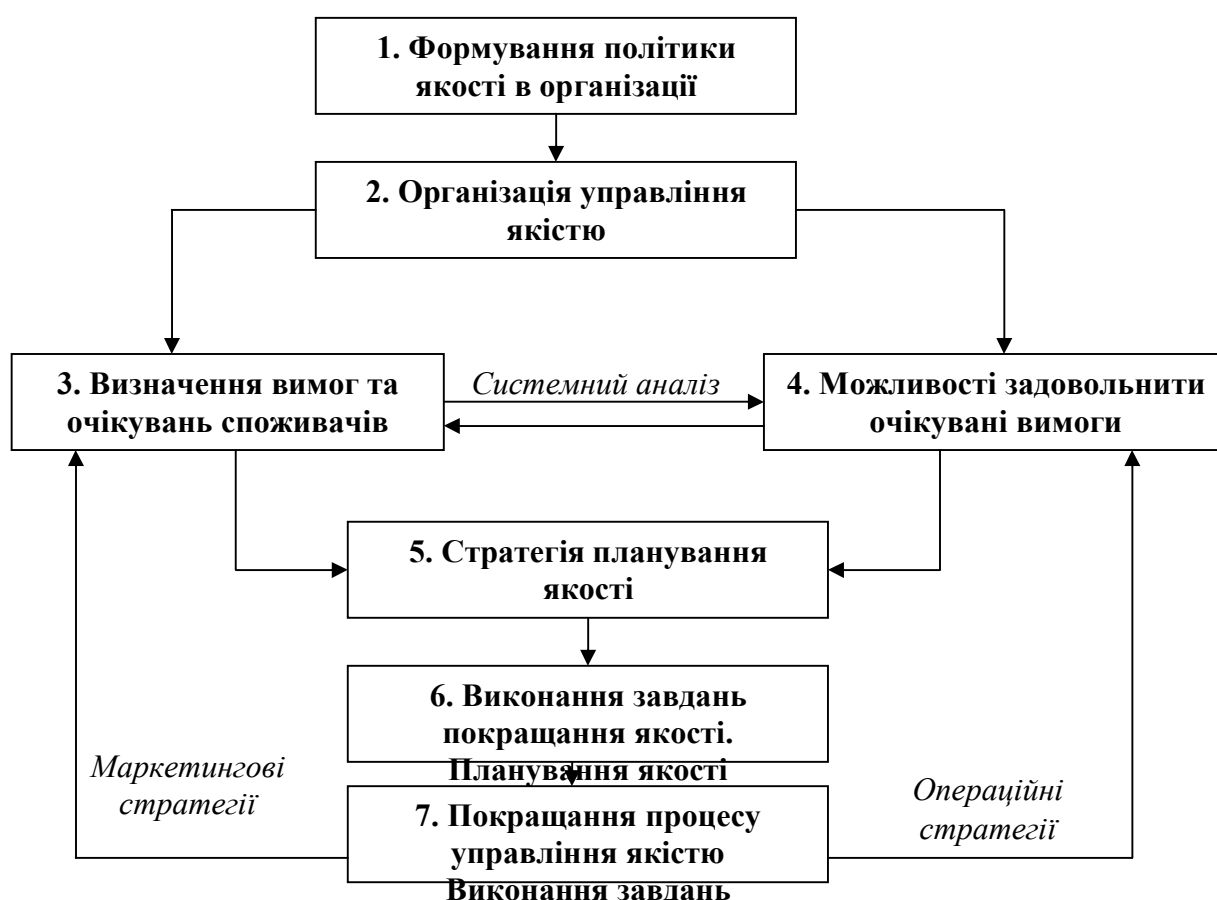 1. Формування політики
якості в організації
2. Організація управління
якістю
3. Визначення вимог та
очікувань споживачів
Системний аналіз
4. Можливості задовольнити
очікувані вимоги
5. Стратегія планування
якості
6. Виконання завдань
покращання якості.
Планування якості
Маркетингові
стратегії
7. Покращання процесу
управління якістю
Виконання завдань
Операційні
стратегії